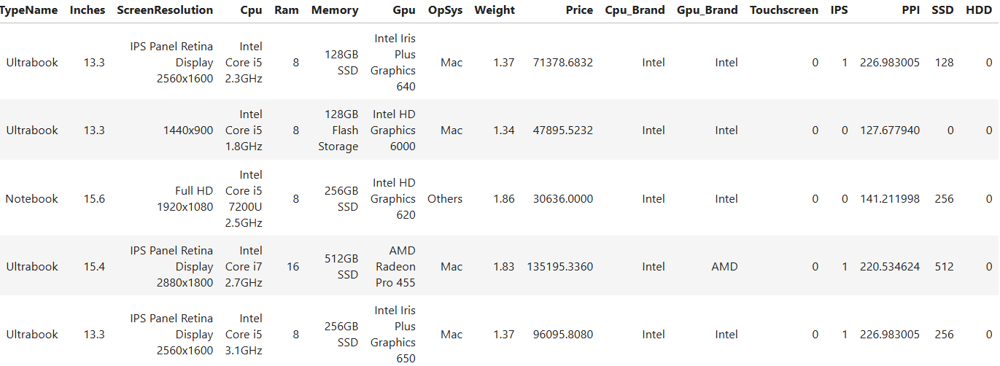 TypeName Inches ScreenResolution Cpu Ram Memory Gpu OpSys Weight Price Cpu_Brand Gpu_Brand Touchscreen IPS PPI SSD HDD
Ultrabook 13.3 IPS Panel Retina Display 2560x1600 Intel Core i5 2.3GHz 8 128GB SSD Intel Iris Plus Graphics 640 Mac 1.37 71378.6832 Intel Intel 0 1 226.983005 128 0
Ultrabook 13.3 1440x900 Intel Core i5 1.8GHz 8 128GB Flash Storage Intel HD Graphics 6000 Mac 1.34 47895.5232 Intel Intel 0 0 127.677940 0 0
Notebook 15.6 Full HD 1920x1080 Intel Core i5 7200U 2.5GHz 8 256GB SSD Intel HD Graphics 620 Others 1.86 30636.0000 Intel Intel 0 0 141.211998 256 0
Ultrabook 15.4 IPS Panel Retina Display 2880x1800 Intel Core i7 2.7GHz 16 512GB SSD AMD Radeon Pro 455 Mac 1.83 135195.3360 Intel AMD 0 1 220.534624 512 0
Ultrabook 13.3 IPS Panel Retina Display 2560x1600 Intel Core i5 3.1GHz 8 256GB SSD Intel Iris Plus Graphics 650 Mac 1.37 96095.8080 Intel Intel 0 1 226.983005 256 0